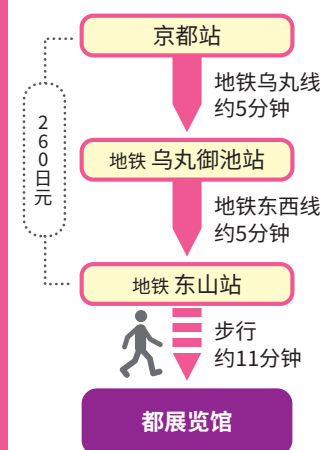 京都站
地铁乌丸线
约5分钟
260日元
地铁 乌丸御池站
地铁东西线
约5分钟
地铁 东山站
步行
约11分钟
都展览馆